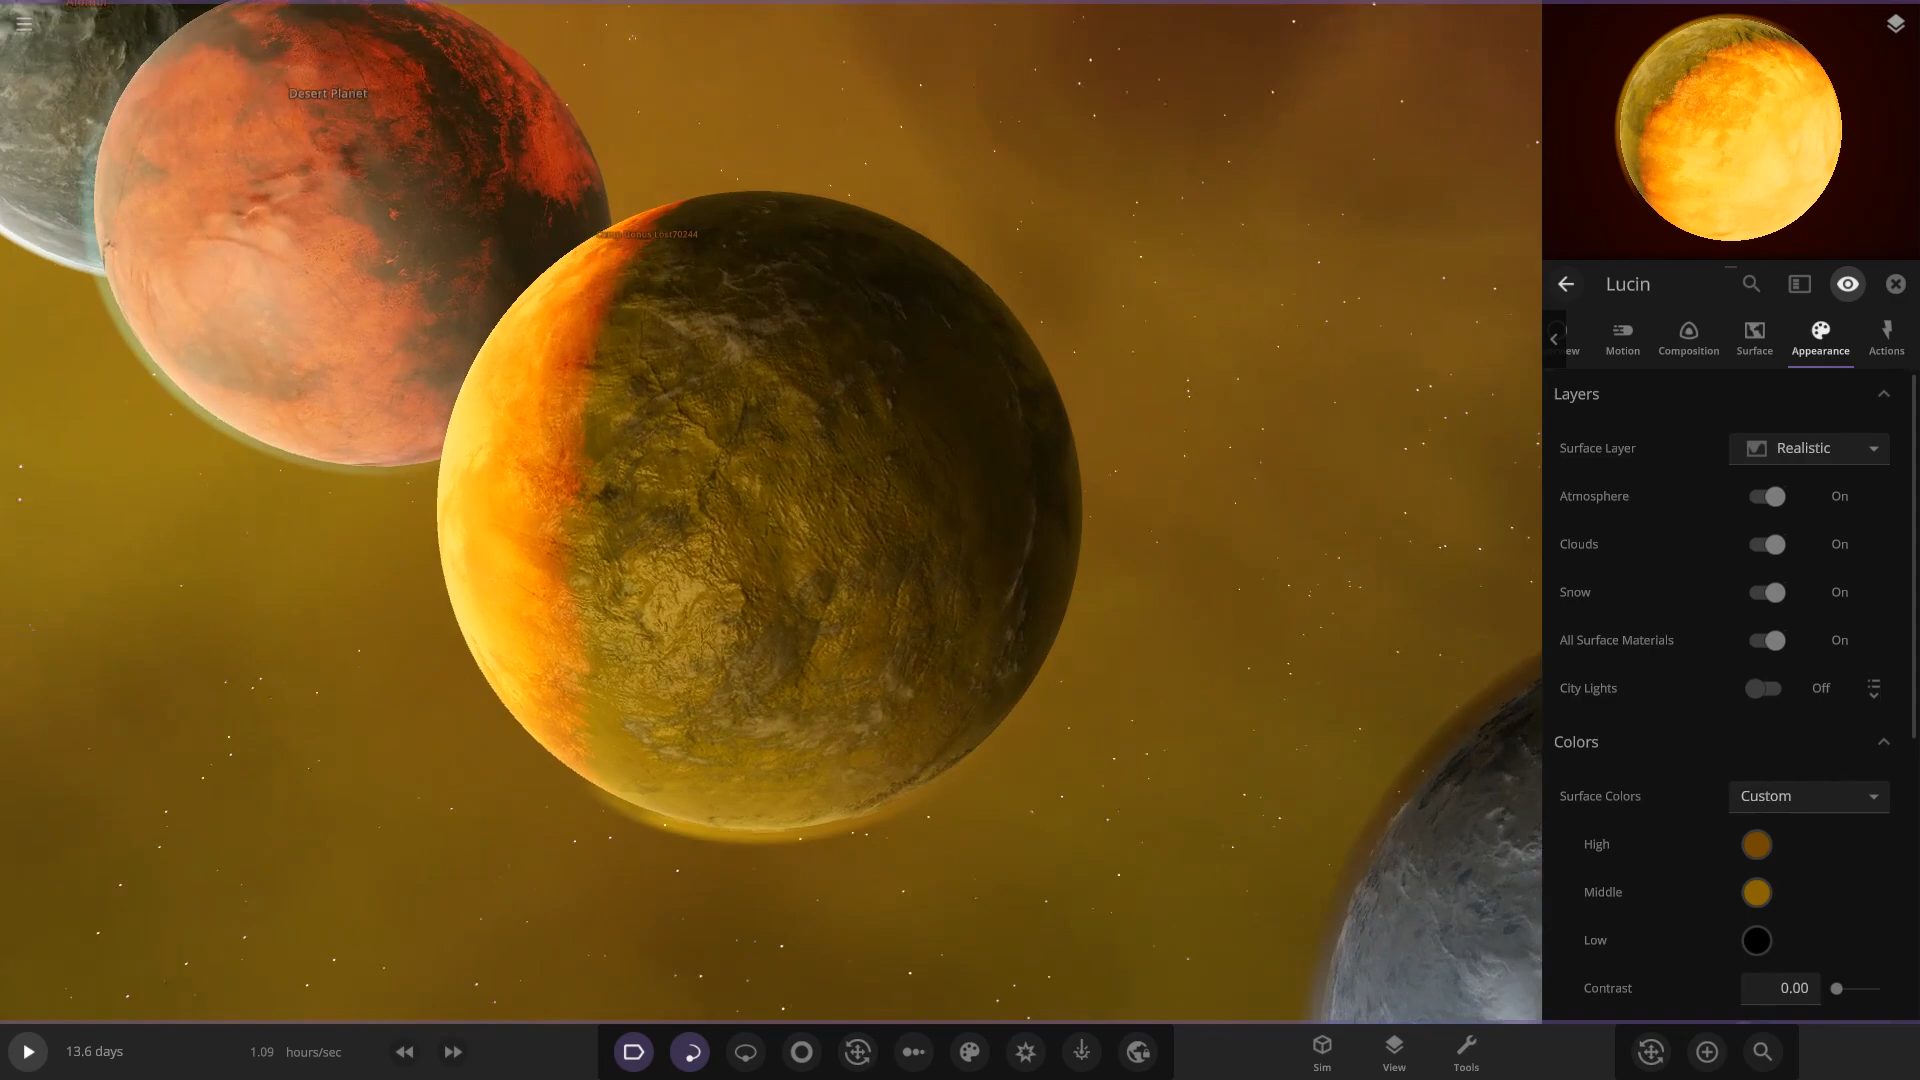 Desert Planet
Lost70244
Lucin
Motion
Composition
Surface
Appearance
Actions
Layers
Surface Layer
Realistic
Atmosphere
On
Clouds
On
Snow
On
All Surface Materials
On
City Lights
Off
Colors
Surface Colors
Custom
High
Middle
Low
Contrast
0.00
13.6 days
1.09 hours/sec
Sim
View
Tools